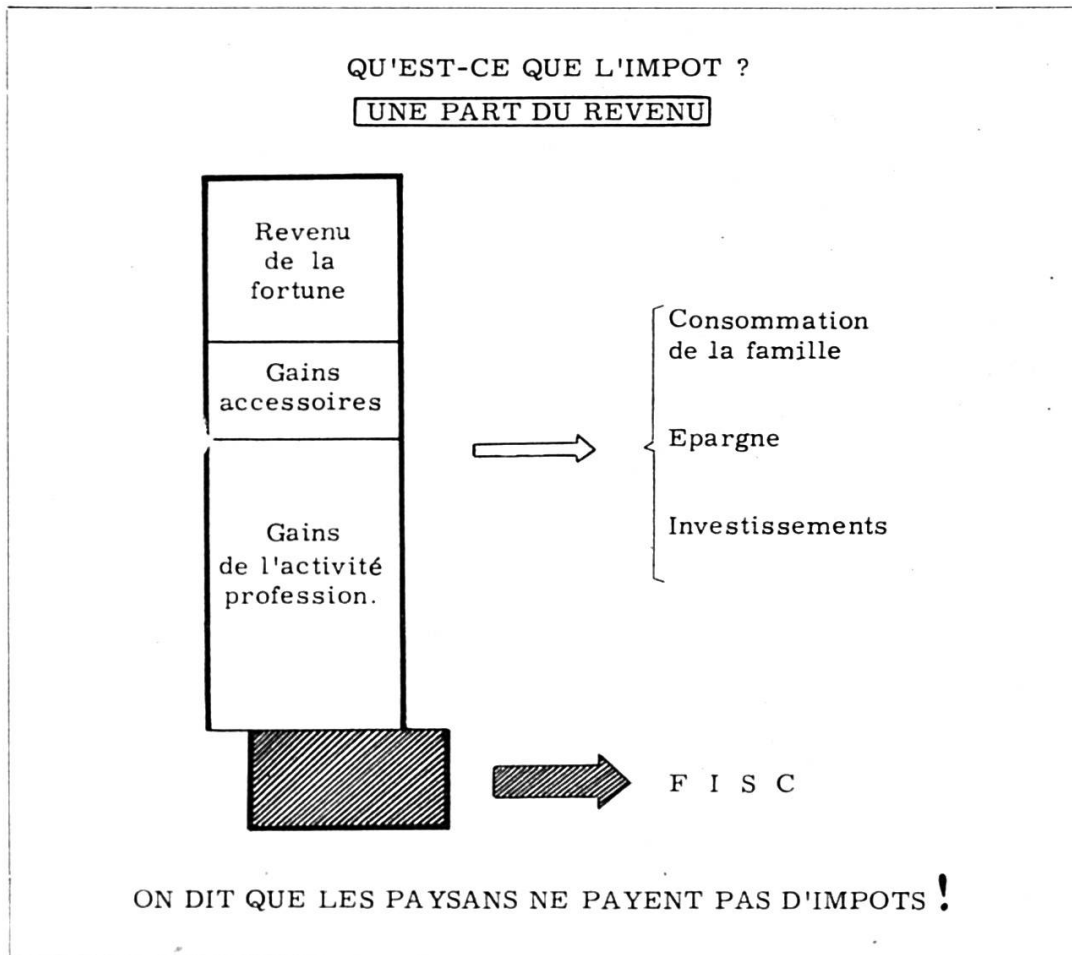 QU'EST-CE QUE L'IMPOT ?
UNE PART DU REVENU
Revenu
de la
fortune
Gains
accessoires
Gains
de l'activité
profession.
Consommation
de la famille
Epargne
Investissements
F I S C
ON DIT QUE LES PAYSANS NE PAYENT PAS D'IMPOTS !